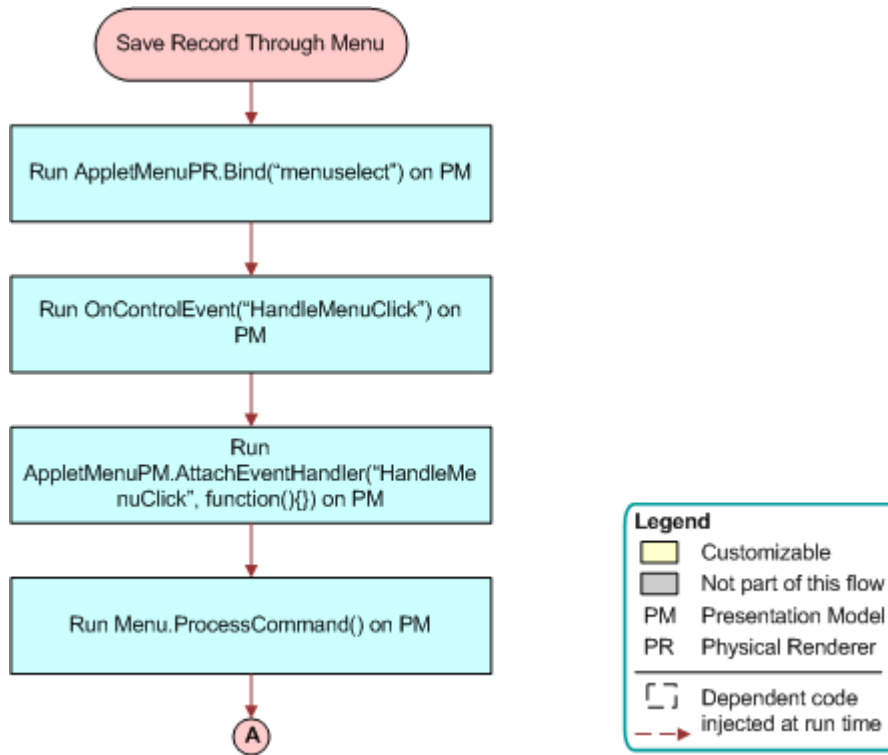 Save Record Through Menu
Run AppletMenuPR.Bind(“menuselect”) on PM
Run OnControlEvent(“HandleMenuClick”) on
PM
Run
AppletMenuPM.AttachEventHandler(“HandleMe
nuClick”, function(){}) on PM
Run Menu.ProcessCommand() on PM
A
Legend
Customizable
Not part of this flow
PM Presentation Model
PR Physical Renderer
Dependent code
injected at run time